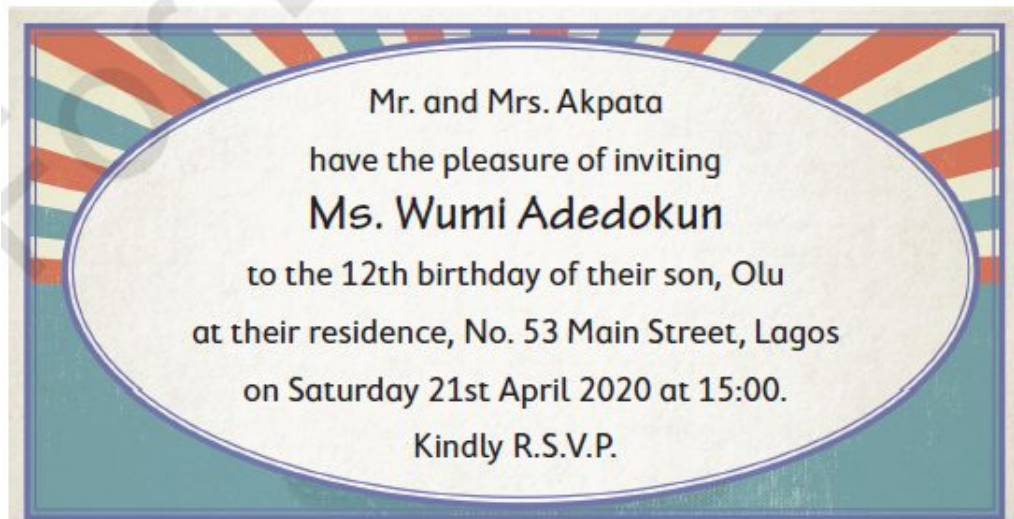 Mr. and Mrs. Akpata
have the pleasure of inviting
Ms. Wumi Adedokun
to the 12th birthday of their son, Olu
at their residence, No. 53 Main Street, Lagos
on Saturday 21st April 2020 at 15:00.
Kindly R.S.V.P.